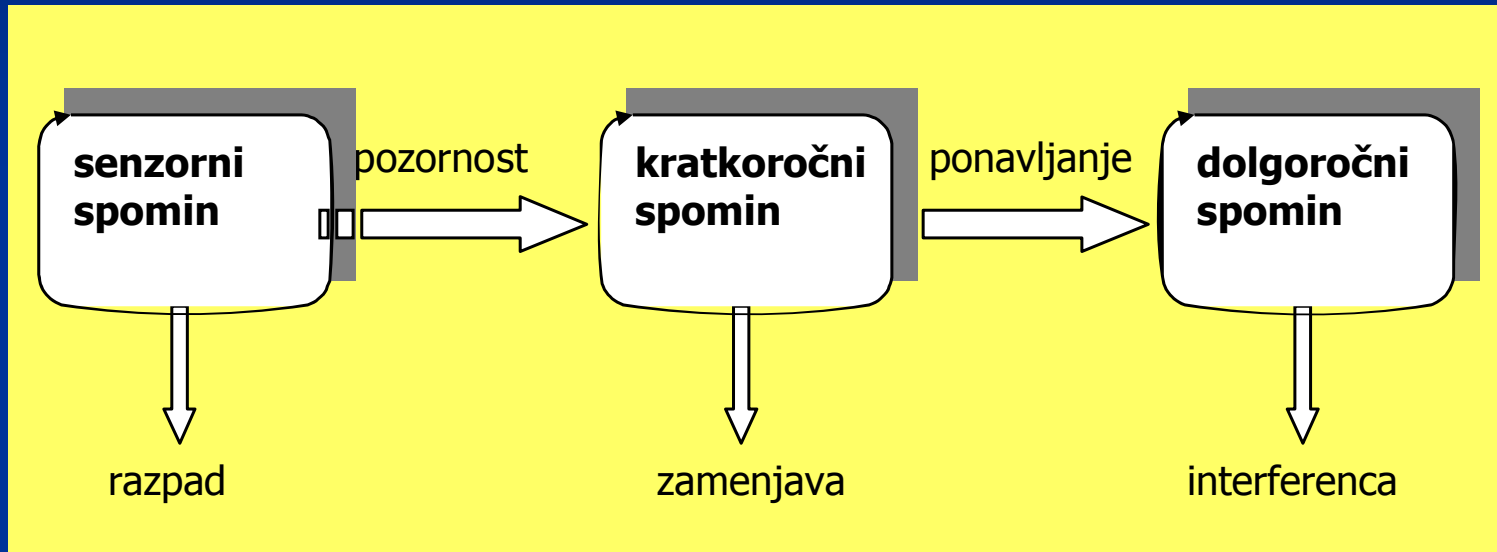 senzorni
spomin
pozornost
kratkoročni
spomin
ponavljanje
dolgoročni
spomin
razpad
zamenjava
interferenca